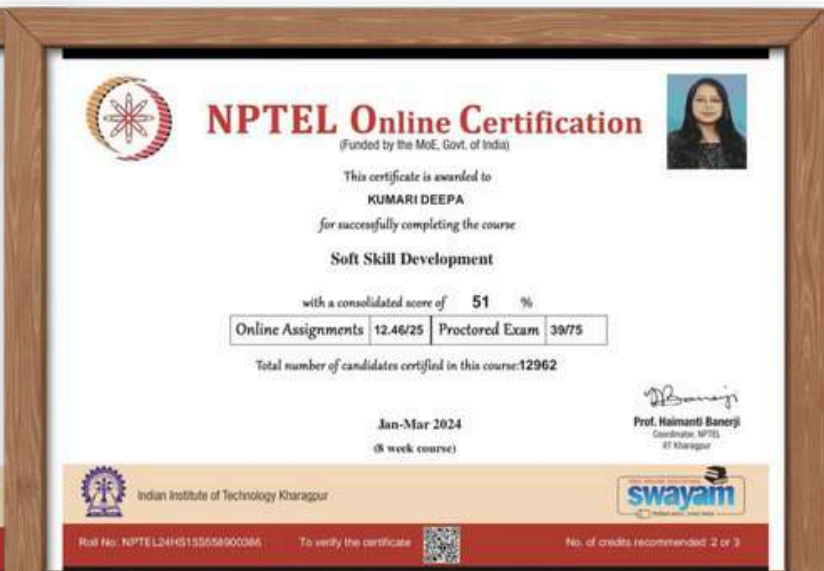 NPTEL Online Certification
(Funded by the MoE, Govt. of India)
This certificate is awarded to
KUMARI DEEPA
for successfully completing the course
Soft Skill Development
with a consolidated score of 51 %
Online Assignments 12.46/25 Proctored Exam 39/75
Total number of candidates certified in this course:12962
Jan-Mar 2024
(8 week course)
Prof. Haimanti Banerji
Coordinator, NPTEL
IIT Kharagpur
Indian Institute of Technology Kharagpur
swayam
Roll No: NPTEL24HS15S558900386 To verify the certificate No. of credits recommended: 2 or 3